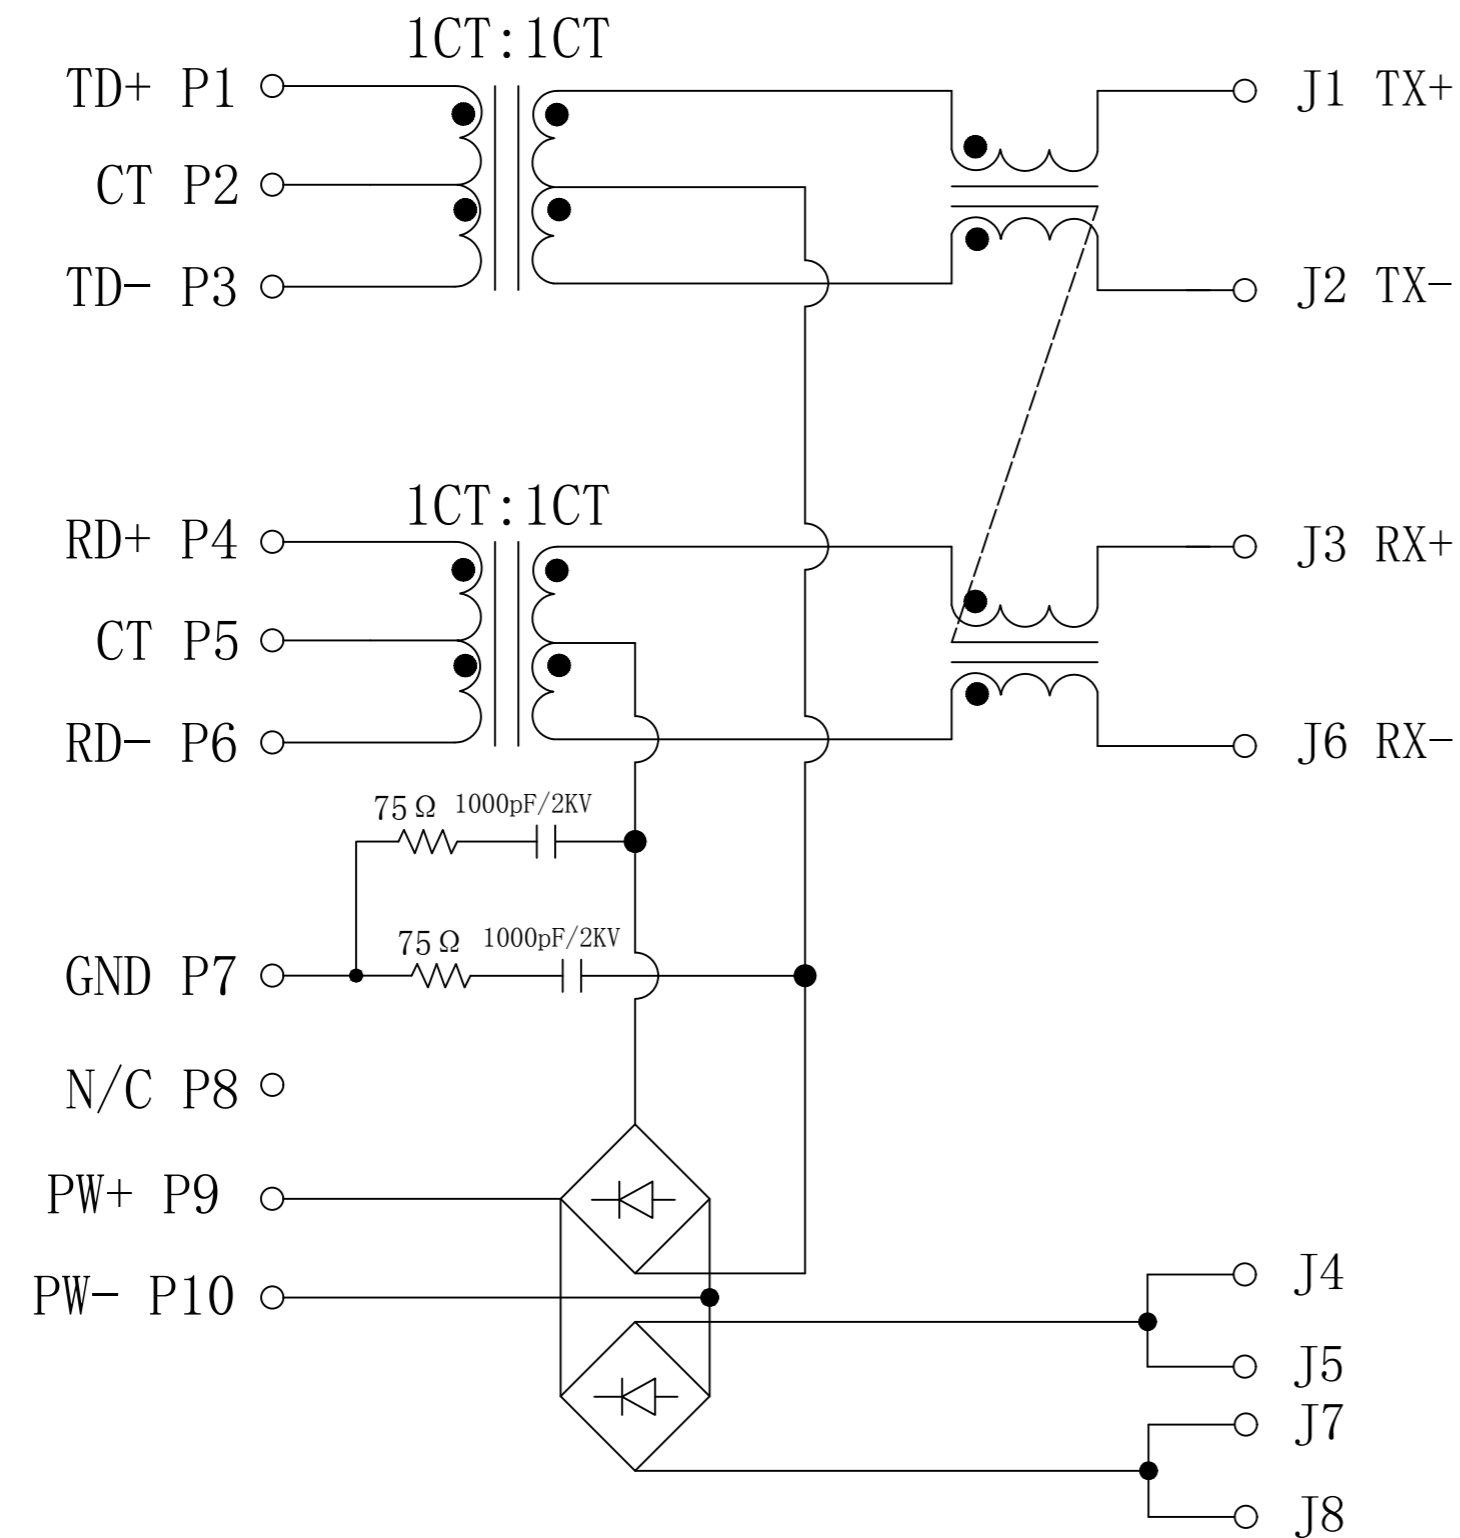 1CT:1CT
TD+ P1
J1 TX+
CT P2
TD- P3
J2 TX-
1CT:1CT
RD+ P4
J3 RX+
CT P5
RD- P6
J6 RX-
75Ω 1000pF/2KV
75Ω 1000pF/2KV
GND P7
N/C P8
PW+ P9
PW- P10
J4
J5
J7
J8